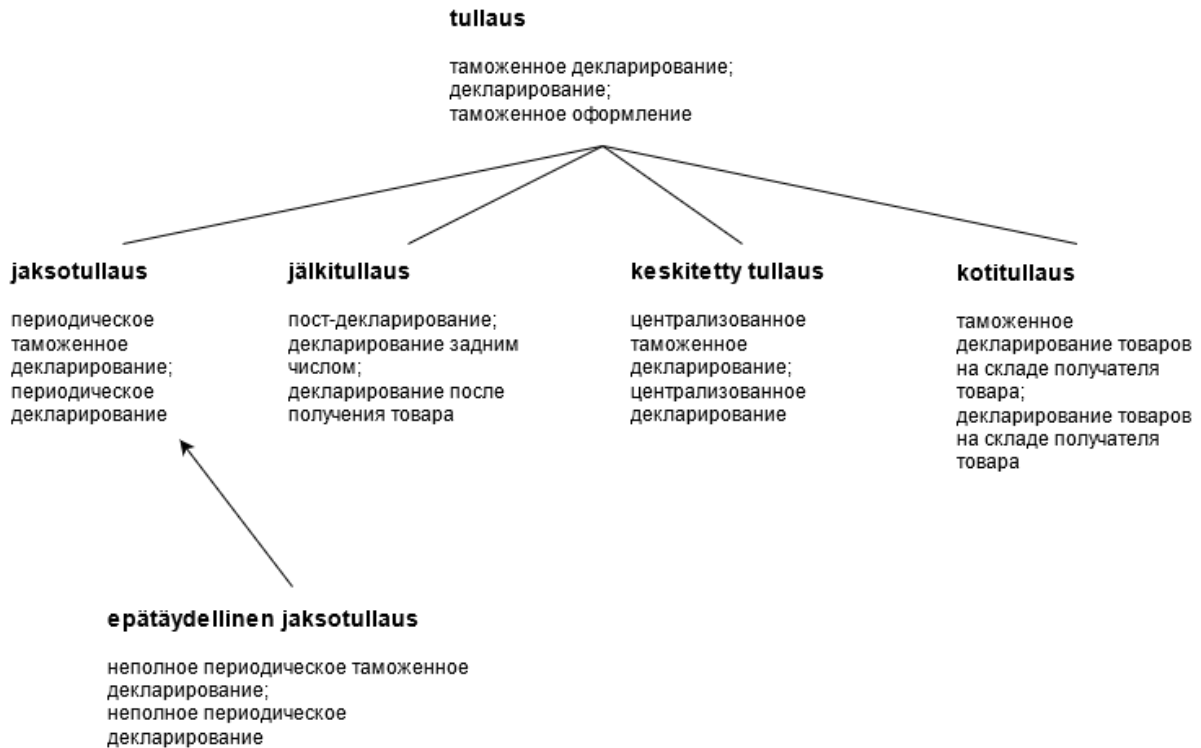 tullaus
таможенное декларирование;
декларирование;
таможенное оформление
jaksotullaus
периодическое
таможенное
декларирование;
периодическое
декларирование
jälkitullaus
пост-декларирование;
декларирование задним
числом;
декларирование после
получения товара
keskitetty tullaus
централизованное
таможенное
декларирование;
централизованное
декларирование
kotitullaus
таможенное
декларирование товаров
на складе получателя
товара;
декларирование товаров
на складе получателя
товара
epätäydellinen jaksotullaus
неполное периодическое таможенное
декларирование;
неполное периодическое
декларирование